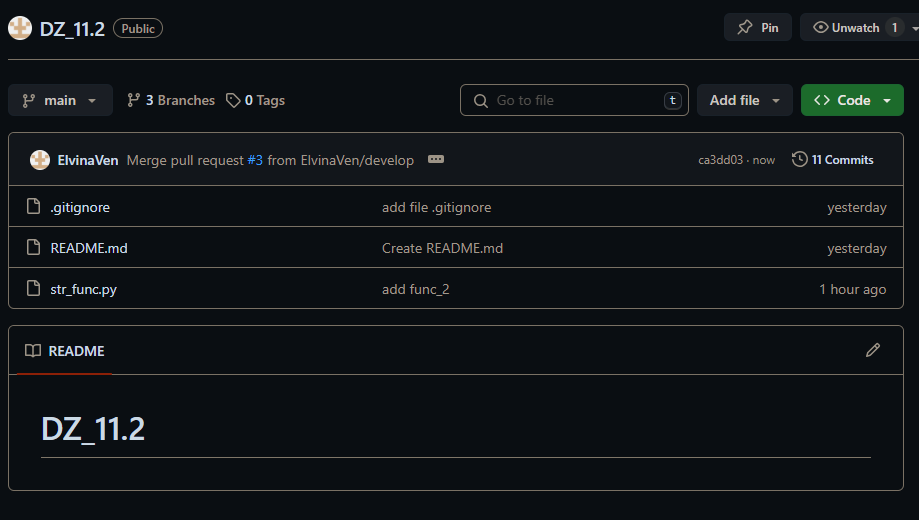 DZ_11.2 Public Pin Unwatch 1
main 3 Branches 0 Tags Go to file t Add file Code
ElvinaVen Merge pull request #3 from ElvinaVen/develop ca3dd03 · now 11 Commits
.gitignore add file .gitignore yesterday
README.md Create README.md yesterday
str_func.py add func_2 1 hour ago
README
DZ_11.2